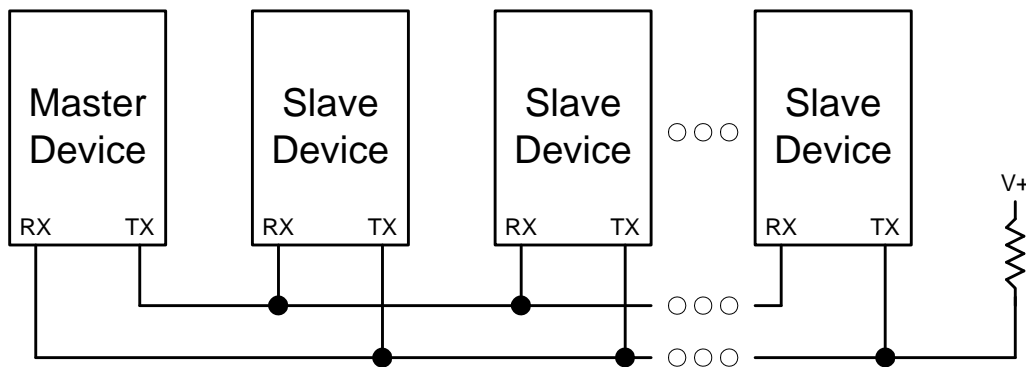 Master
Device
Slave
Device
Slave
Device
Slave
Device
RX TX
RX TX
RX TX
RX TX
V+